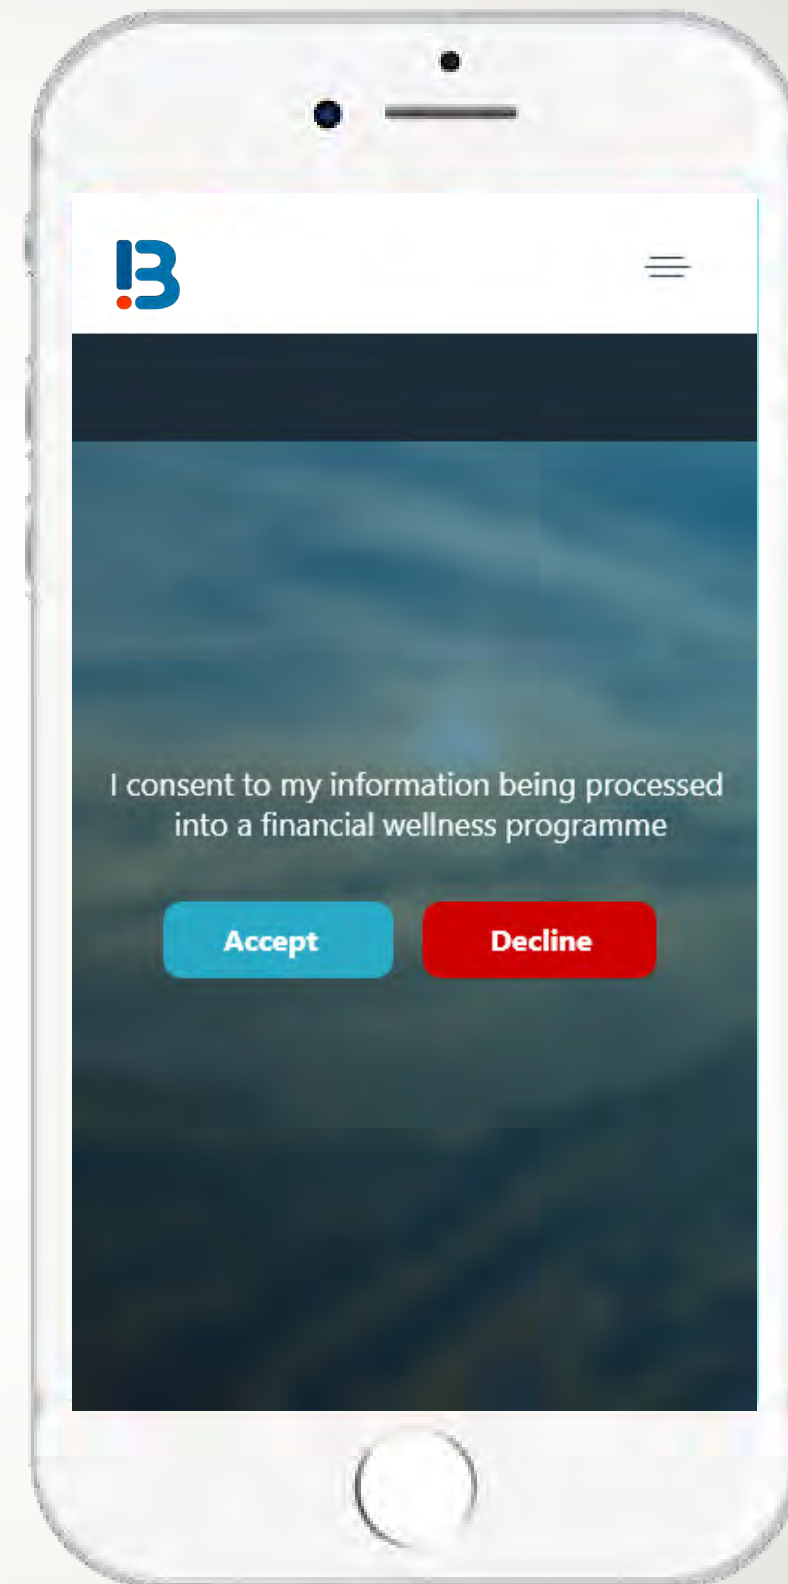 B
I consent to my information being processed
into a financial wellness programme
Accept
Decline